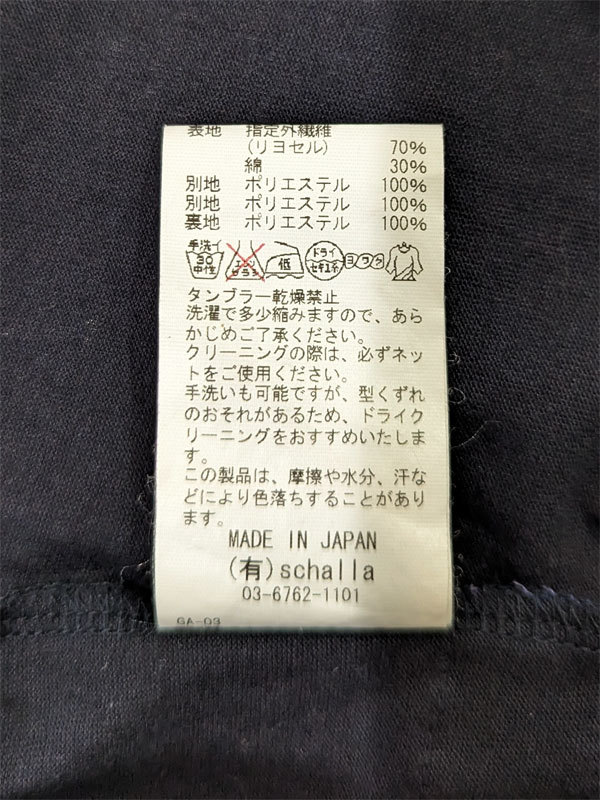 表地 指定外繊維
(リヨセル) 70%
綿 30%
別地 ポリエステル 100%
別地 ポリエステル 100%
裏地 ポリエステル 100%
手洗イ 30 中性 エンソサラシ 低 ドライ セキユ系 ヨワク
タンブラー乾燥禁止
洗濯で多少縮みますので、あら
かじめご了承ください。
クリーニングの際は、必ずネッ
トをご使用ください。
手洗いも可能ですが、型くずれ
のおそれがあるため、ドライク
リーニングをおすすめいたしま
す。
この製品は、摩擦や水分、汗な
どにより色落ちすることがあり
ます。
MADE IN JAPAN
(有)schalla
03-6762-1101
GA-03